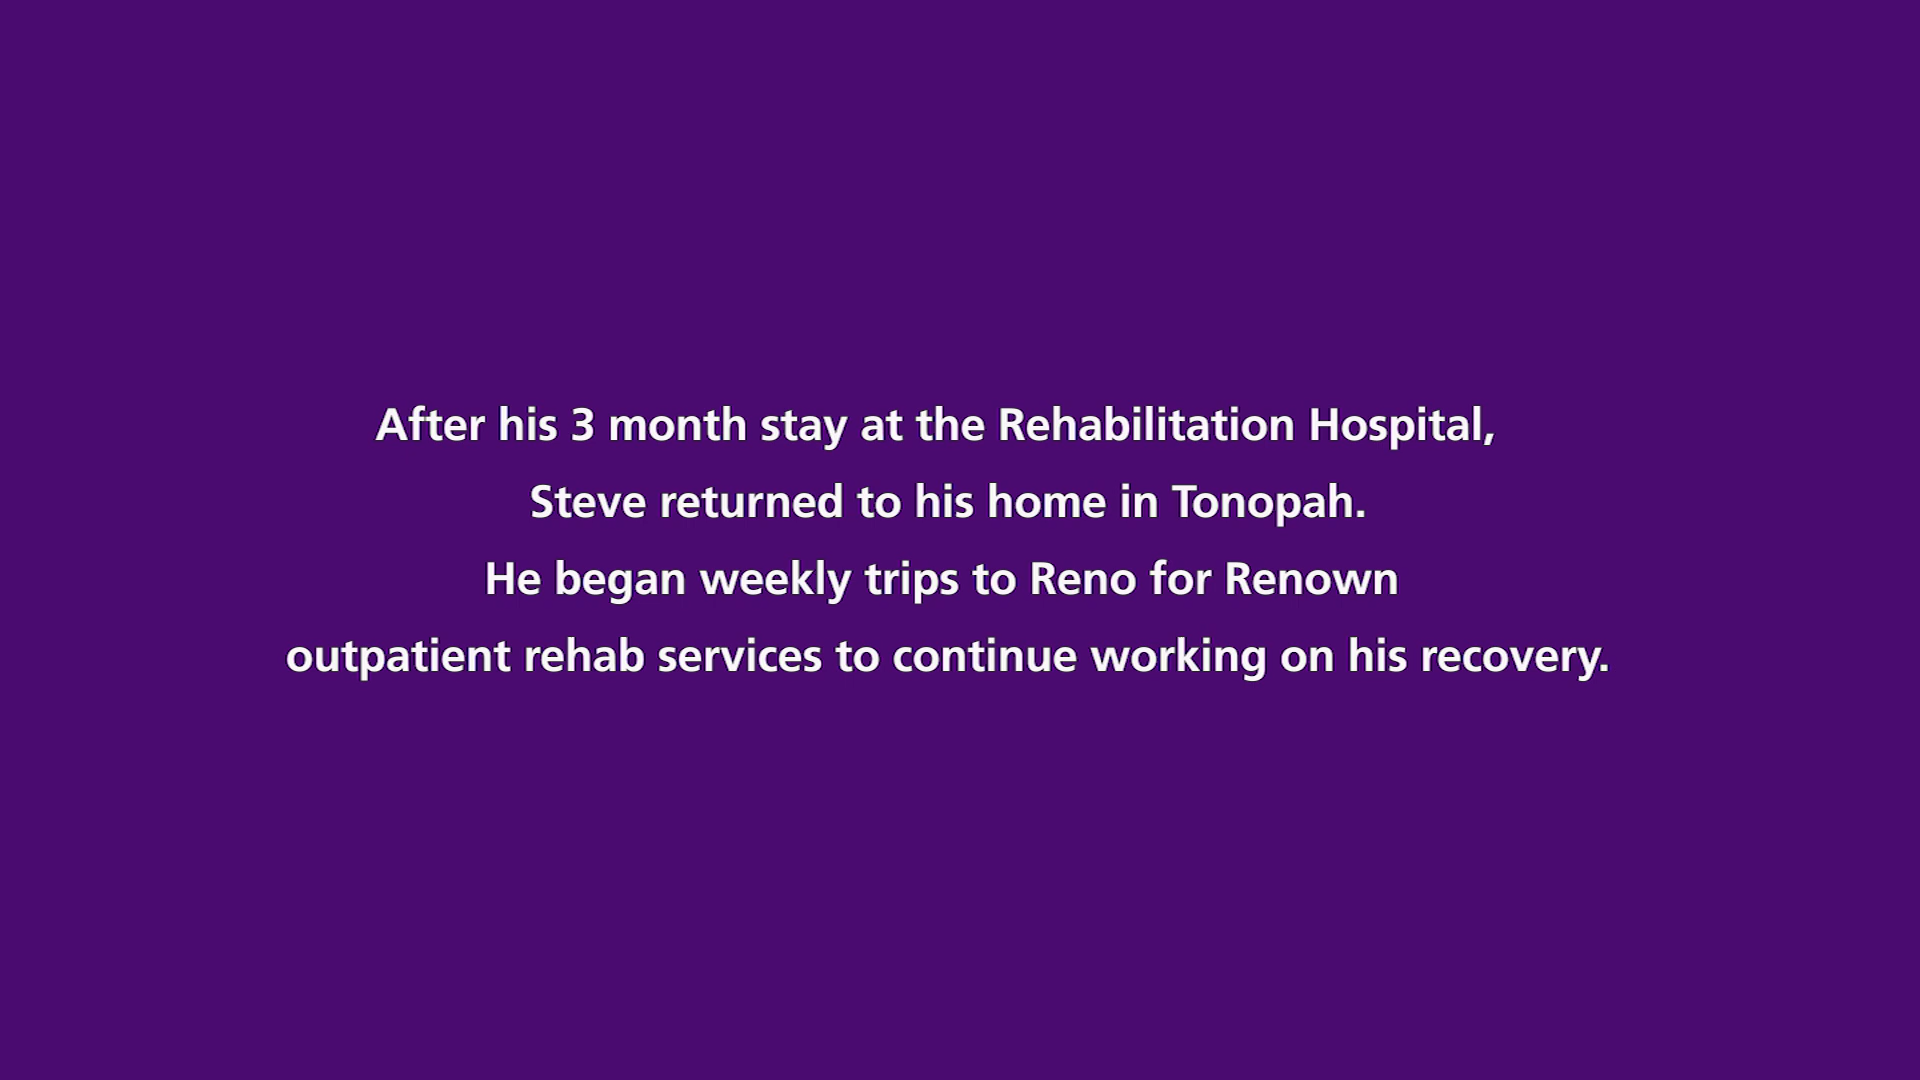 After his 3 month stay at the Rehabilitation Hospital,
Steve returned to his home in Tonopah.
He began weekly trips to Reno for Renown
outpatient rehab services to continue working on his recovery.